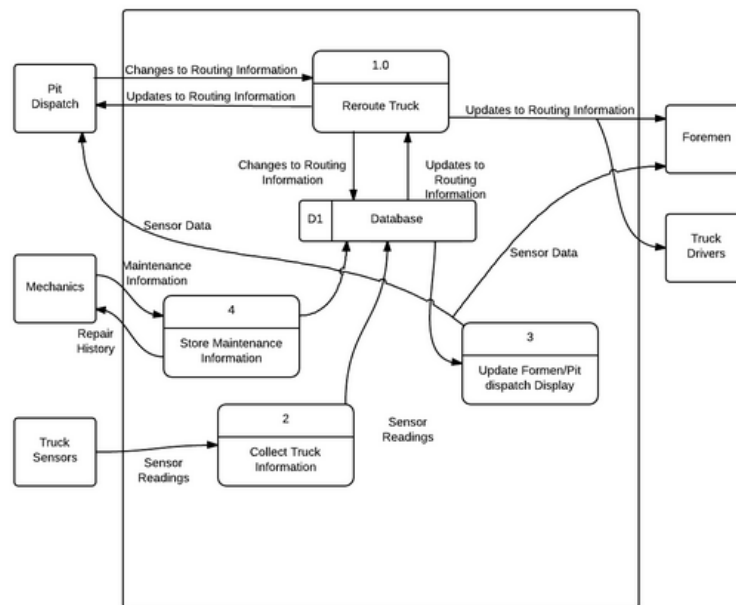 1.0
Changes to Routing Information
Pit
Dispatch
Updates to Routing Information
Reroute Truck
Updates to Routing Information
Foremen
Changes to Routing
Information
Updates to
Routing
Information
D1
Database
Sensor Data
Truck
Drivers
Sensor Data
Maintenance
Information
Mechanics
4
Repair
History
Store Maintenance
Information
3
Update Formen/Pit
dispatch Display
2
Sensor
Readings
Truck
Sensors
Collect Truck
Information
Sensor
Readings